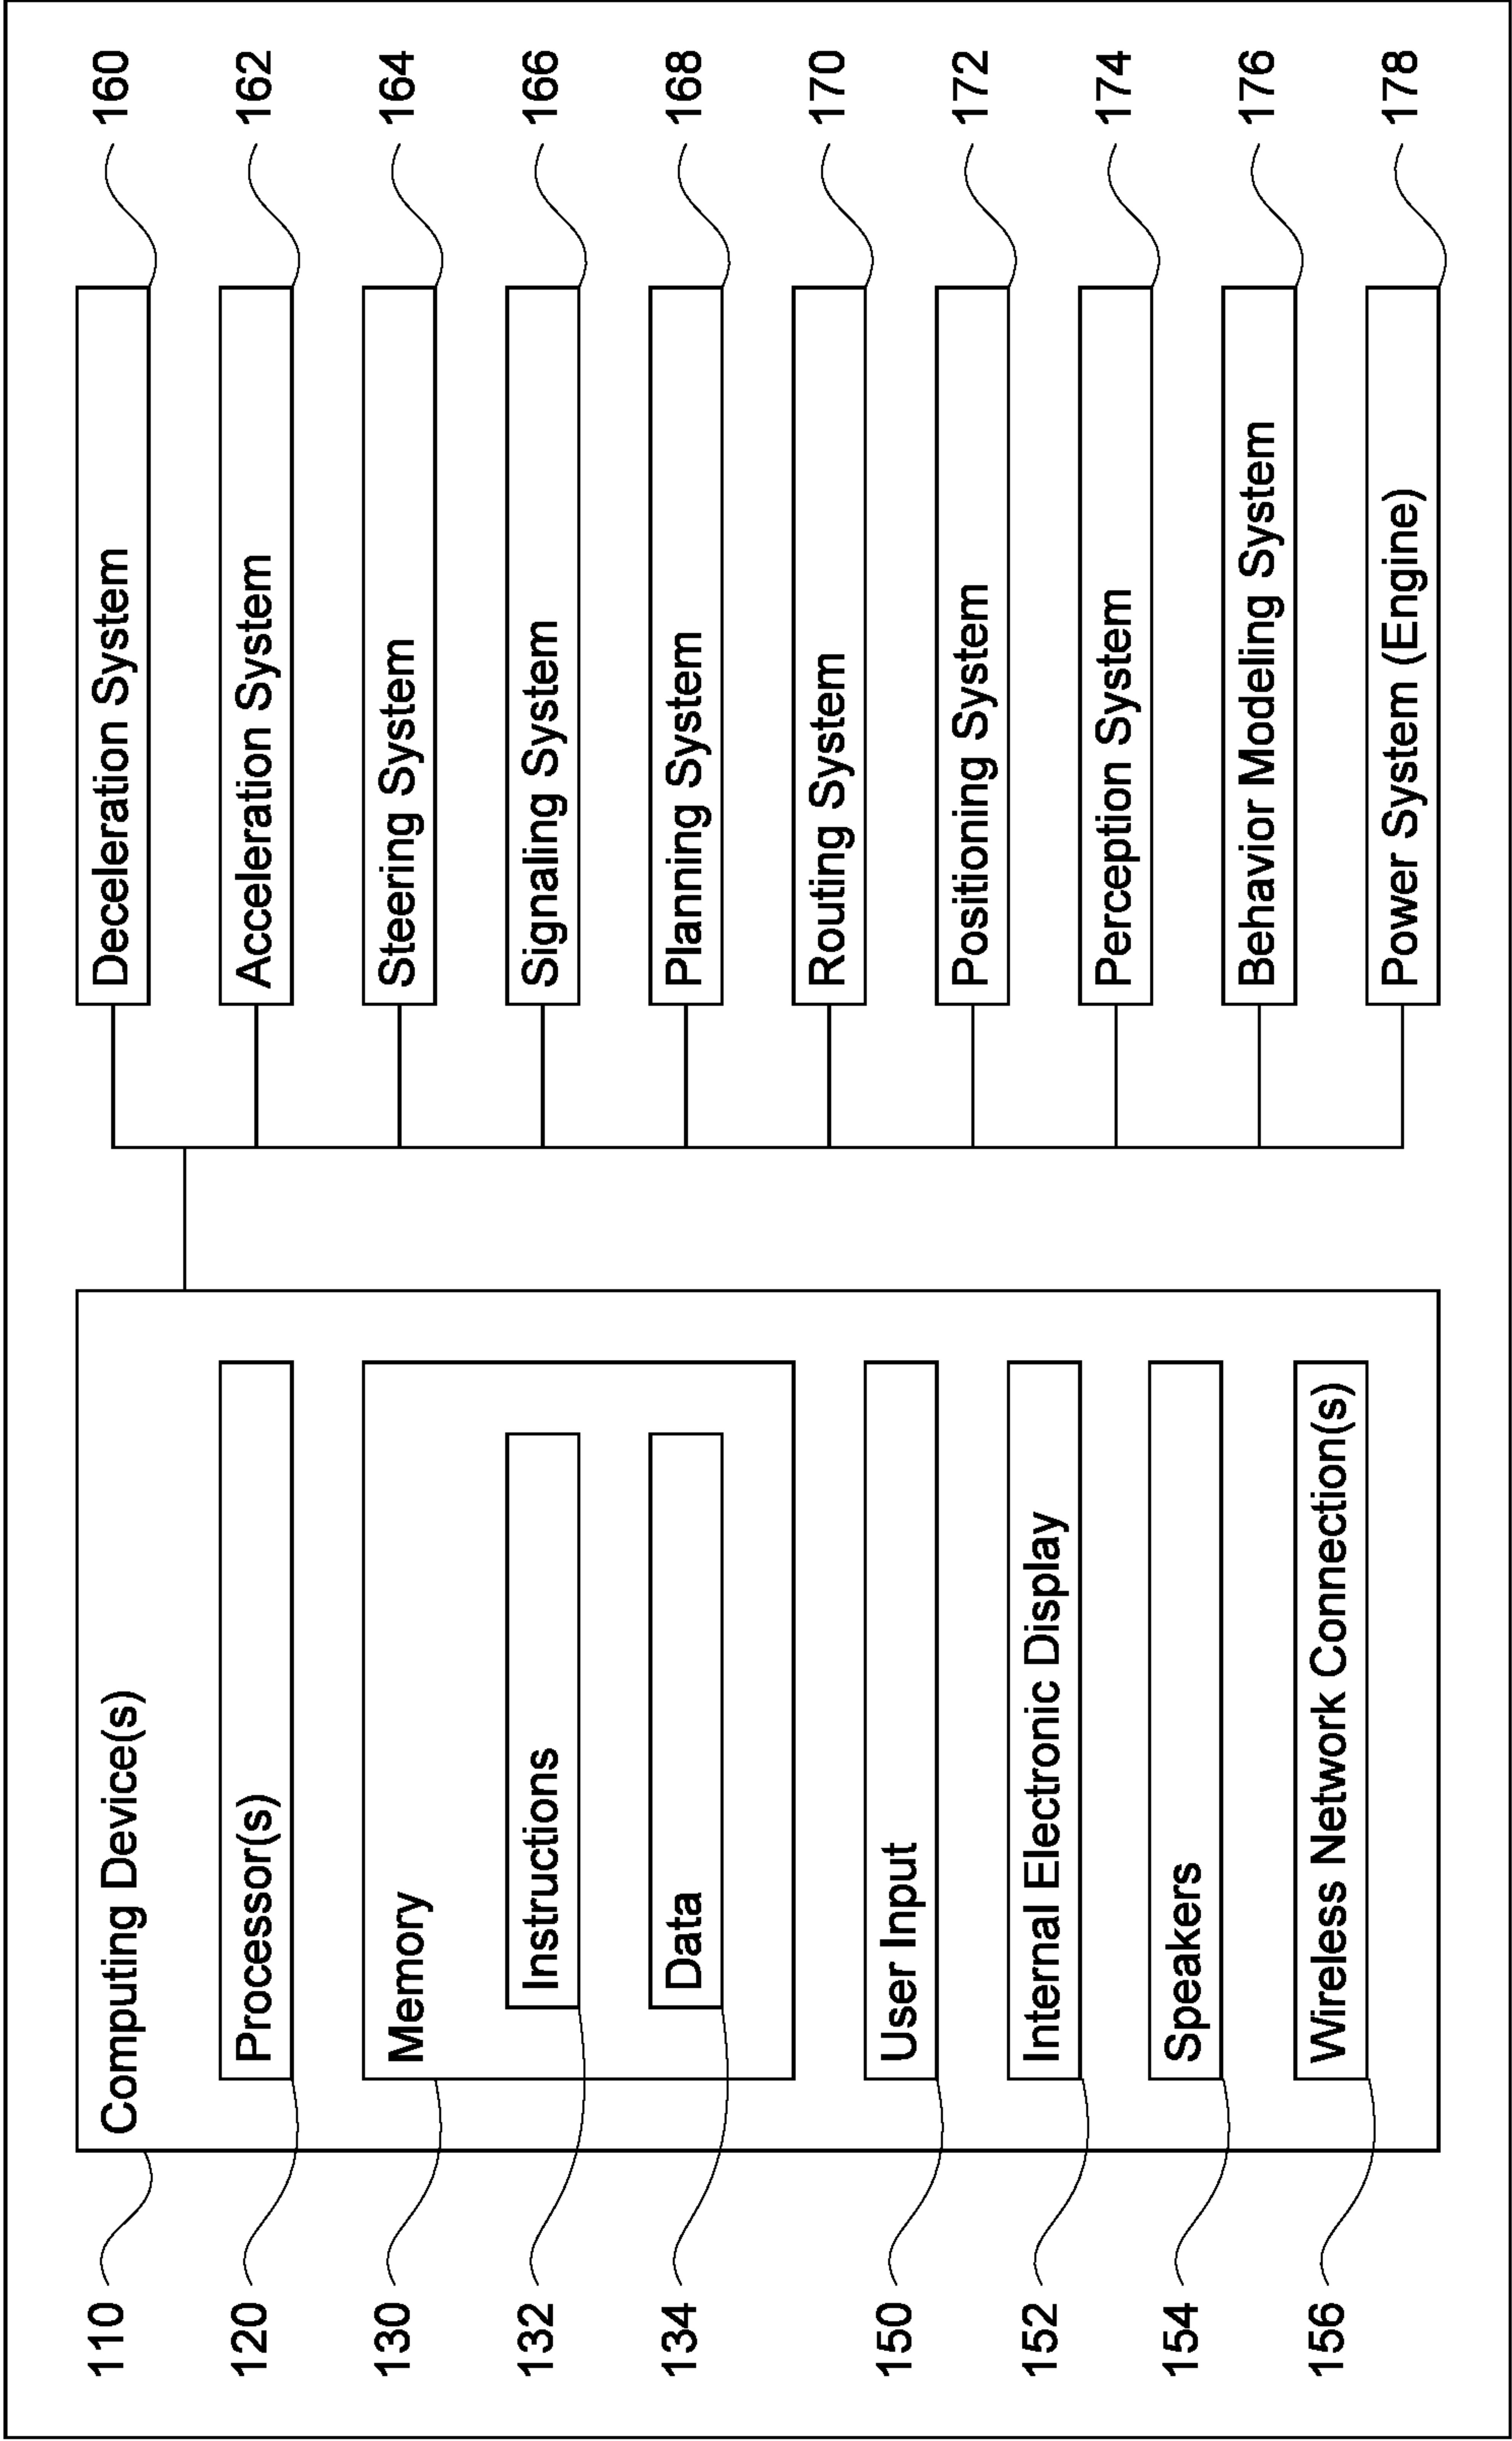 110
Computing Device(s)
120
Processor(s)
130
Memory
132
Instructions
134
Data
150
User Input
152
Internal Electronic Display
154
Speakers
156
Wireless Network Connection(s)
Deceleration System
160
Acceleration System
162
Steering System
164
Signaling System
166
Planning System
168
Routing System
170
Positioning System
172
Perception System
174
Behavior Modeling System
176
Power System (Engine)
178